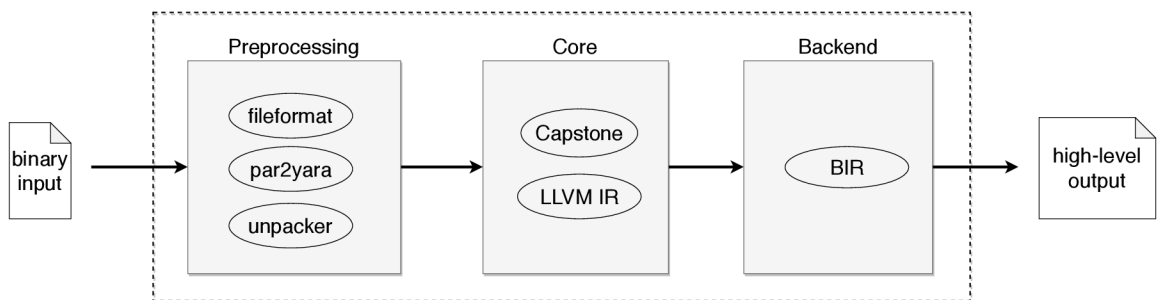 Preprocessing
Core
Backend
binary
input
fileformat
par2yara
unpacker
Capstone
LLVM IR
BIR
high-level
output